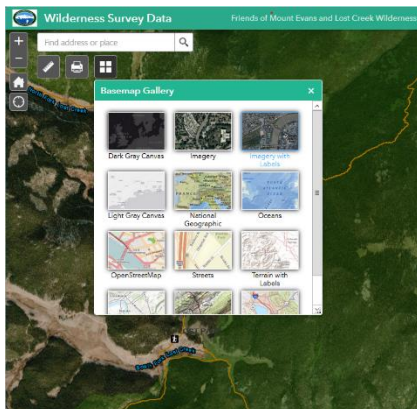 Wilderness Survey Data
Friends of Mount Evans and Lost Creek Wilderness
Find address or place
Basemap Gallery
Dark Gray Canvas
Imagery
Imagery with
Labels
Light Gray Canvas
National
Geographic
Oceans
OpenStreetMap
Streets
Terrain with
Labels